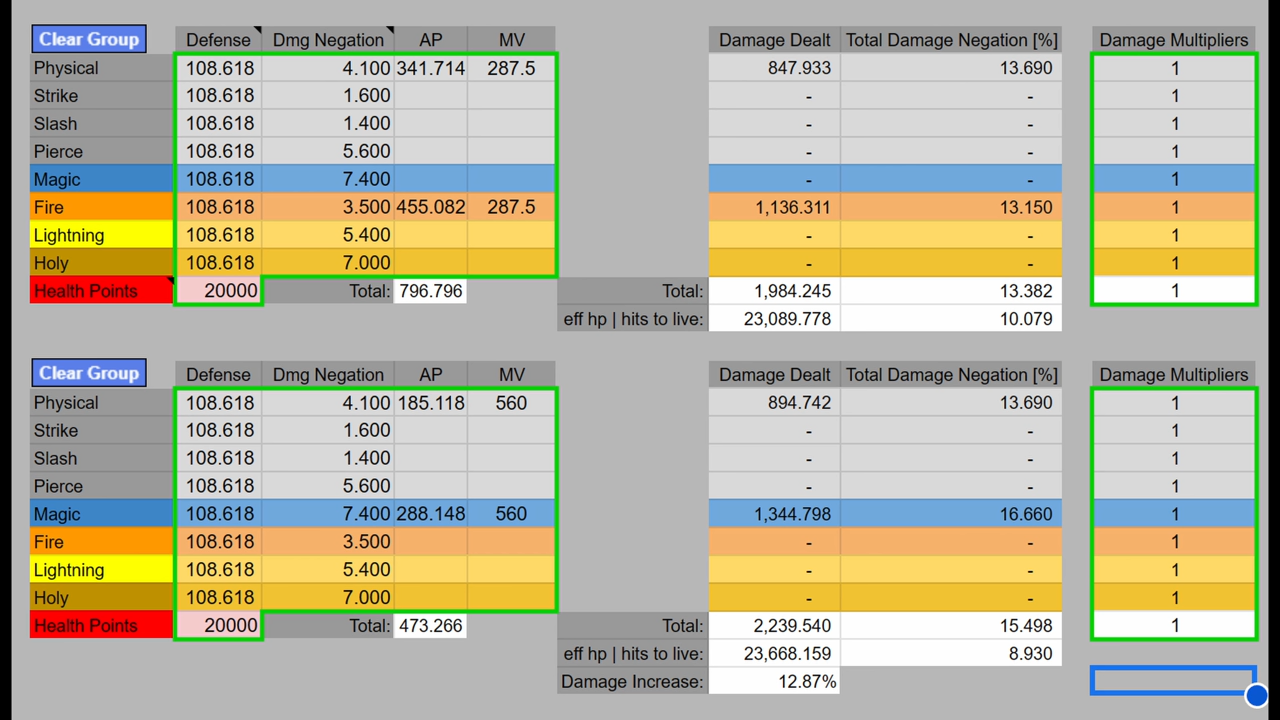 Clear Group Defense Dmg Negation AP MV Damage Dealt Total Damage Negation [%] Damage Multipliers
Physical 108.618 4.100 341.714 287.5 847.933 13.690 1
Strike 108.618 1.600 - - 1
Slash 108.618 1.400 - - 1
Pierce 108.618 5.600 - - 1
Magic 108.618 7.400 - - 1
Fire 108.618 3.500 455.082 287.5 1,136.311 13.150 1
Lightning 108.618 5.400 - - 1
Holy 108.618 7.000 - - 1
Health Points 20000 Total: 796.796 Total: 1,984.245 13.382 1
eff hp | hits to live: 23,089.778 10.079
Clear Group Defense Dmg Negation AP MV Damage Dealt Total Damage Negation [%] Damage Multipliers
Physical 108.618 4.100 185.118 560 894.742 13.690 1
Strike 108.618 1.600 - - 1
Slash 108.618 1.400 - - 1
Pierce 108.618 5.600 - - 1
Magic 108.618 7.400 288.148 560 1,344.798 16.660 1
Fire 108.618 3.500 - - 1
Lightning 108.618 5.400 - - 1
Holy 108.618 7.000 - - 1
Health Points 20000 Total: 473.266 Total: 2,239.540 15.498 1
eff hp | hits to live: 23,668.159 8.930
Damage Increase: 12.87%